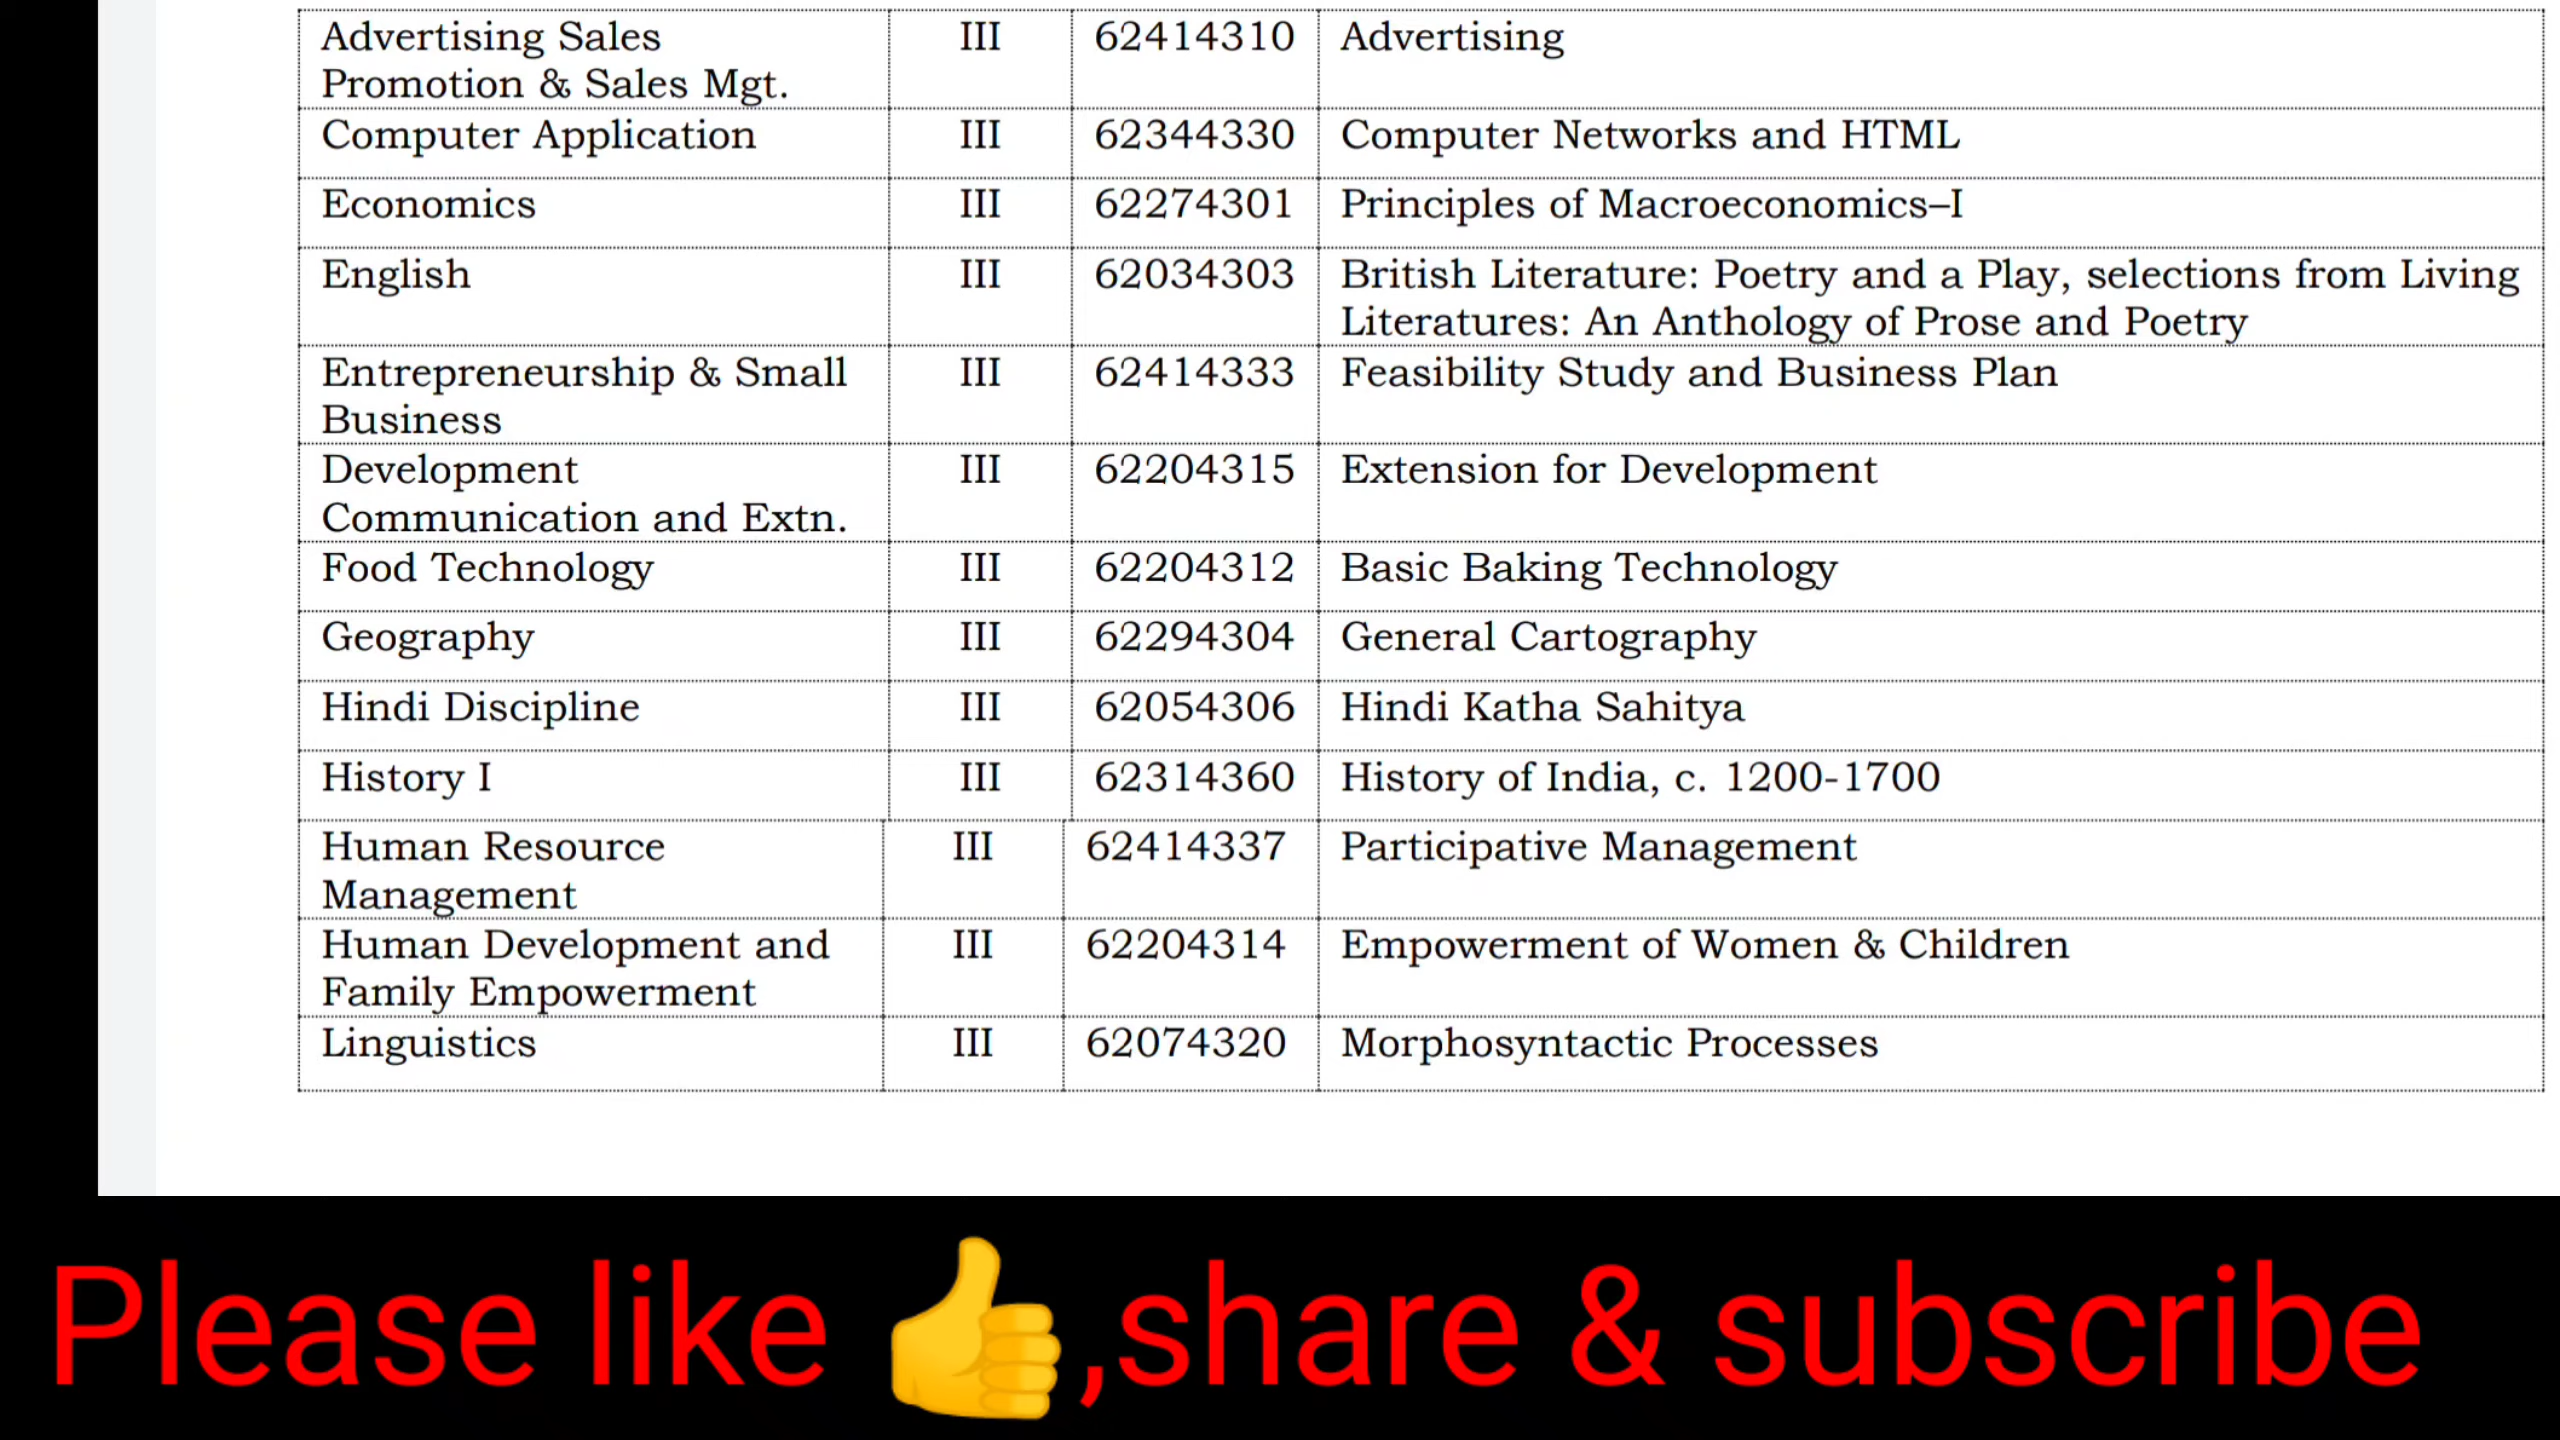 Advertising Sales III 62414310 Advertising
Promotion & Sales Mgt.
Computer Application III 62344330 Computer Networks and HTML
Economics III 62274301 Principles of Macroeconomics–I
English III 62034303 British Literature: Poetry and a Play, selections from Living
Literatures: An Anthology of Prose and Poetry
Entrepreneurship & Small III 62414333 Feasibility Study and Business Plan
Business
Development III 62204315 Extension for Development
Communication and Extn.
Food Technology III 62204312 Basic Baking Technology
Geography III 62294304 General Cartography
Hindi Discipline III 62054306 Hindi Katha Sahitya
History I III 62314360 History of India, c. 1200-1700
Human Resource III 62414337 Participative Management
Management
Human Development and III 62204314 Empowerment of Women & Children
Family Empowerment
Linguistics III 62074320 Morphosyntactic Processes
Please like 👍,share & subscribe